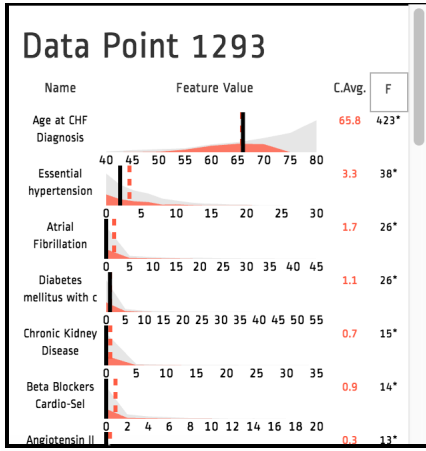 Data Point 1293
Name Feature Value C.Avg. F
Age at CHF
Diagnosis
65.8 423*
40 45 50 55 60 65 70 75 80
Essential
hypertension
3.3 38*
0 5 10 15 20 25 30
Atrial
Fibrillation
1.7 26*
0 5 10 15 20 25 30 35 40 45
Diabetes
mellitus with c
1.1 26*
0 5 10 15 20 25 30 35 40 45 50 55
Chronic Kidney
Disease
0.7 15*
0 5 10 15 20 25 30 35
Beta Blockers
Cardio-Sel
0.9 14*
0 2 4 6 8 10 12 14 16 18 20
Angiotensin II
0.3 13*